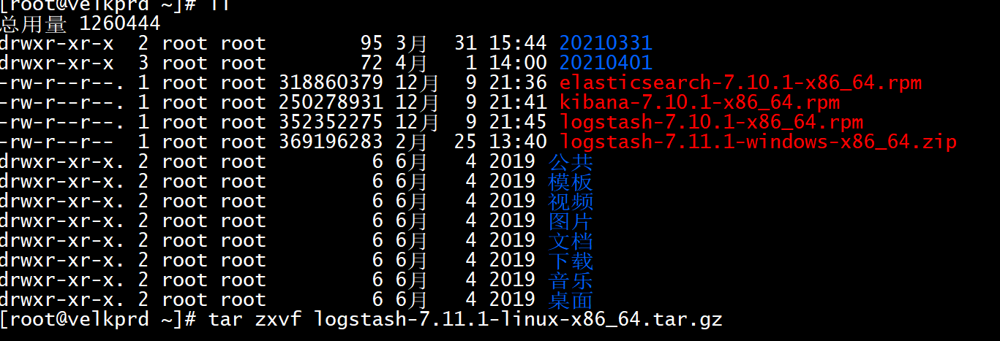 [root@velkprd ~]# ll
总用量 1260444
drwxr-xr-x  2 root root        95 3月   31 15:44 20210331
drwxr-xr-x  3 root root        72 4月    1 14:00 20210401
-rw-r--r--. 1 root root 318860379 12月   9 21:36 elasticsearch-7.10.1-x86_64.rpm
-rw-r--r--. 1 root root 250278931 12月   9 21:41 kibana-7.10.1-x86_64.rpm
-rw-r--r--. 1 root root 352352275 12月   9 21:45 logstash-7.10.1-x86_64.rpm
-rw-r--r--  1 root root 369196283 2月   25 13:40 logstash-7.11.1-windows-x86_64.zip
drwxr-xr-x. 2 root root         6 6月    4 2019 公共
drwxr-xr-x. 2 root root         6 6月    4 2019 模板
drwxr-xr-x. 2 root root         6 6月    4 2019 视频
drwxr-xr-x. 2 root root         6 6月    4 2019 图片
drwxr-xr-x. 2 root root         6 6月    4 2019 文档
drwxr-xr-x. 2 root root         6 6月    4 2019 下载
drwxr-xr-x. 2 root root         6 6月    4 2019 音乐
drwxr-xr-x. 2 root root         6 6月    4 2019 桌面
[root@velkprd ~]# tar zxvf logstash-7.11.1-linux-x86_64.tar.gz